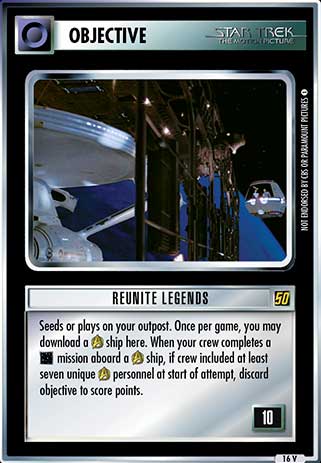 OBJECTIVE
STAR TREK
THE MOTION PICTURE
NOT ENDORSED BY CBS OR PARAMOUNT PICTURES
REUNITE LEGENDS
50
Seeds or plays on your outpost. Once per game, you may
download a ship here. When your crew completes a
mission aboard a ship, if crew included at least
seven unique personnel at start of attempt, discard
objective to score points.
10
16 V